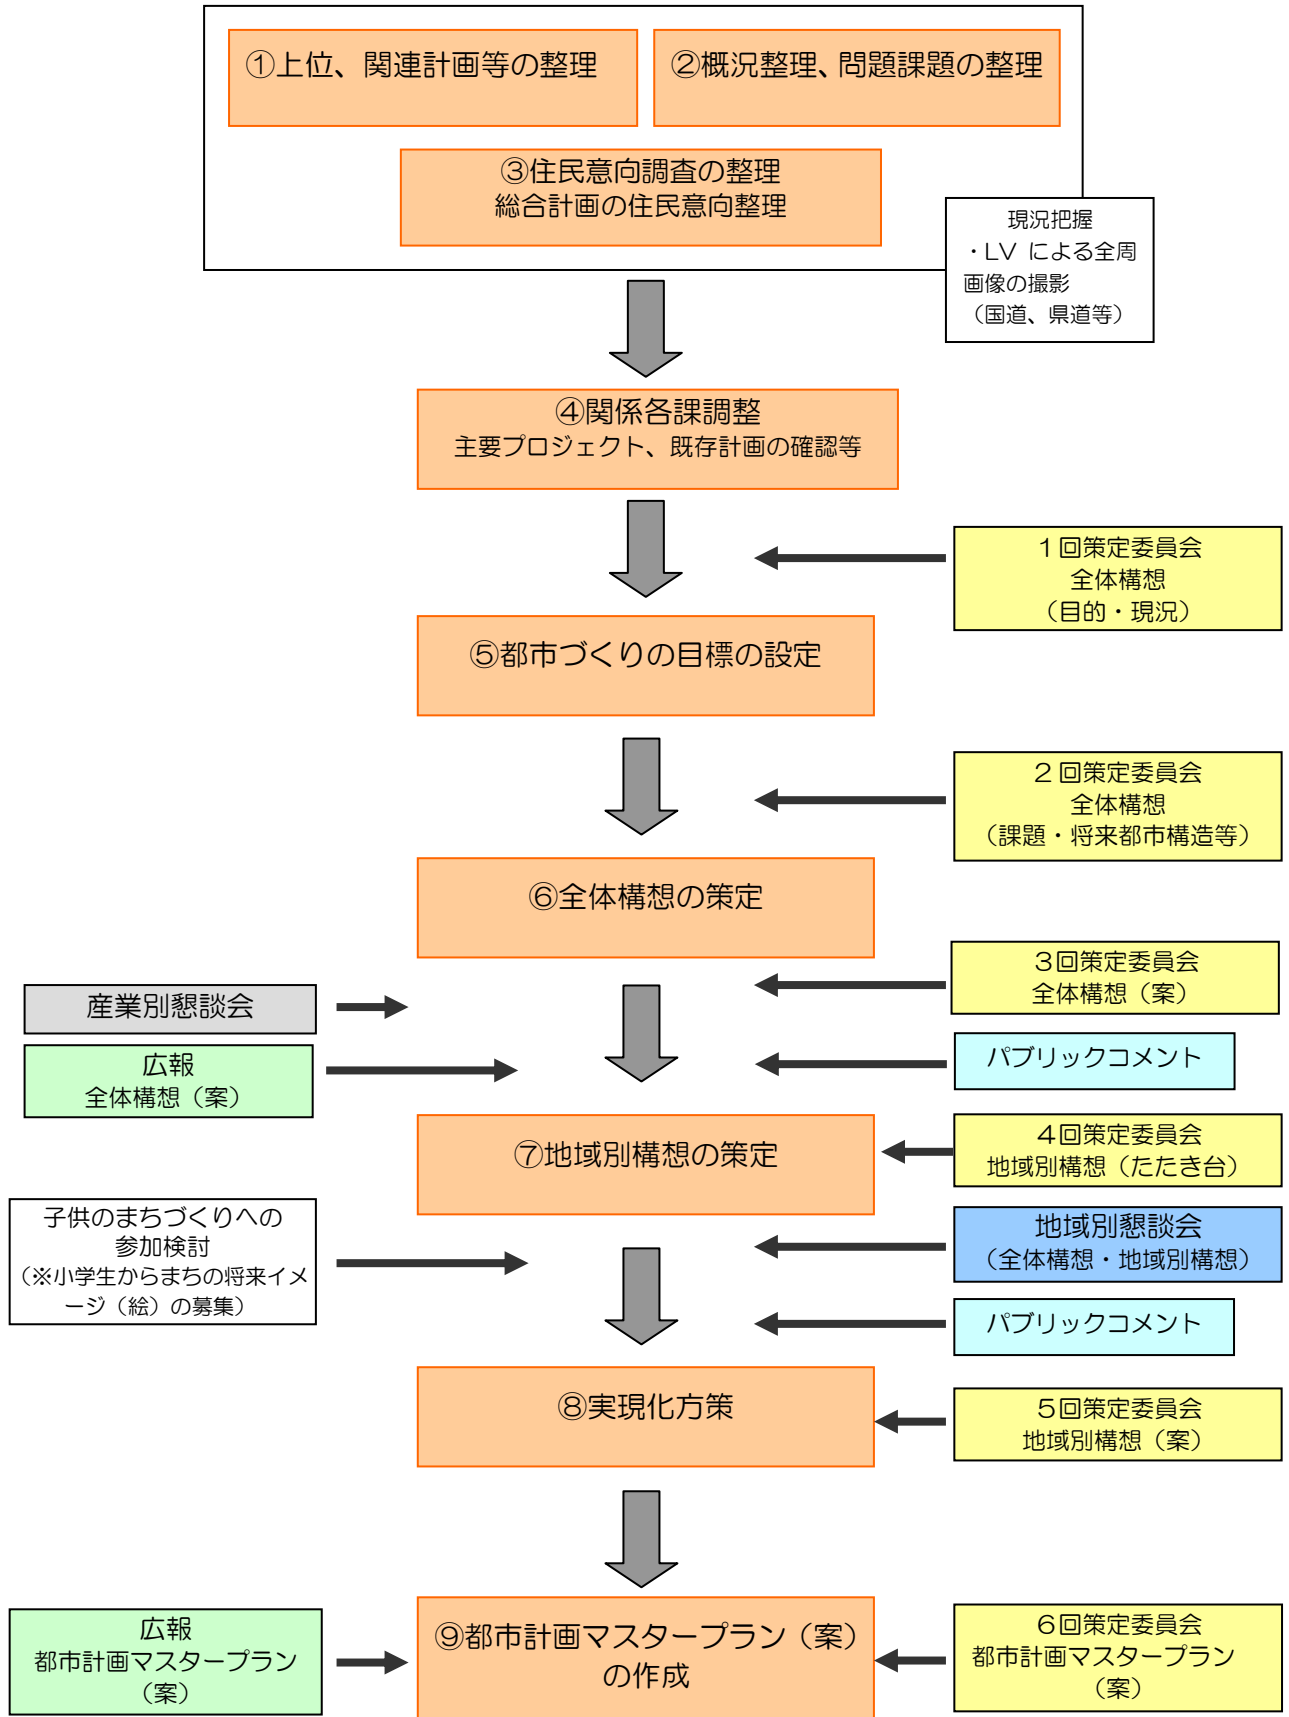 ①上位、関連計画等の整理
②概況整理、問題課題の整理
③住民意向調査の整理
総合計画の住民意向整理
現況把握
・LV による全周
画像の撮影
（国道、県道等）
④関係各課調整
主要プロジェクト、既存計画の確認等
１回策定委員会
全体構想
（目的・現況）
⑤都市づくりの目標の設定
２回策定委員会
全体構想
（課題・将来都市構造等）
⑥全体構想の策定
３回策定委員会
全体構想（案）
産業別懇談会
広報
全体構想（案）
パブリックコメント
⑦地域別構想の策定
４回策定委員会
地域別構想（たたき台）
子供のまちづくりへの
参加検討
（※小学生からまちの将来イメ
ージ（絵）の募集）
地域別懇談会
（全体構想・地域別構想）
パブリックコメント
⑧実現化方策
５回策定委員会
地域別構想（案）
広報
都市計画マスタープラン
（案）
⑨都市計画マスタープラン（案）
の作成
６回策定委員会
都市計画マスタープラン
（案）